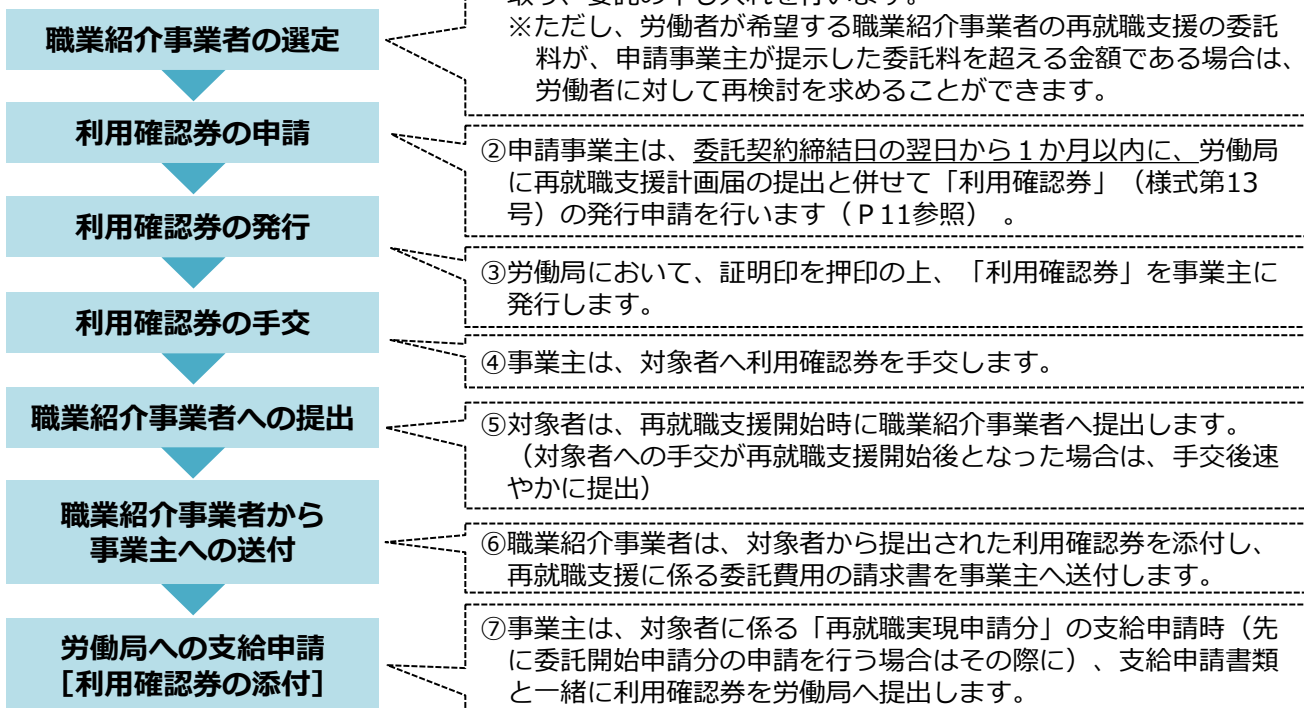 取り、委託の申し入れを行います。
職業紹介事業者の選定
※ただし、労働者が希望する職業紹介事業者の再就職支援の委託
料が、申請事業主が提示した委託料を超える金額である場合は、
労働者に対して再検討を求めることができます。
利用確認券の申請
②申請事業主は、委託契約締結日の翌日から１か月以内に、労働局
に再就職支援計画届の提出と併せて「利用確認券」（様式第13
号）の発行申請を行います（Ｐ11参照） 。
利用確認券の発行
③労働局において、証明印を押印の上、「利用確認券」を事業主に
発行します。
利用確認券の手交
④事業主は、対象者へ利用確認券を手交します。
職業紹介事業者への提出
⑤対象者は、再就職支援開始時に職業紹介事業者へ提出します。
（対象者への手交が再就職支援開始後となった場合は、手交後速
やかに提出）
職業紹介事業者から
事業主への送付
⑥職業紹介事業者は、対象者から提出された利用確認券を添付し、
再就職支援に係る委託費用の請求書を事業主へ送付します。
労働局への支給申請
［利用確認券の添付］
⑦事業主は、対象者に係る「再就職実現申請分」の支給申請時（先
に委託開始申請分の申請を行う場合はその際に）、支給申請書類
と一緒に利用確認券を労働局へ提出します。